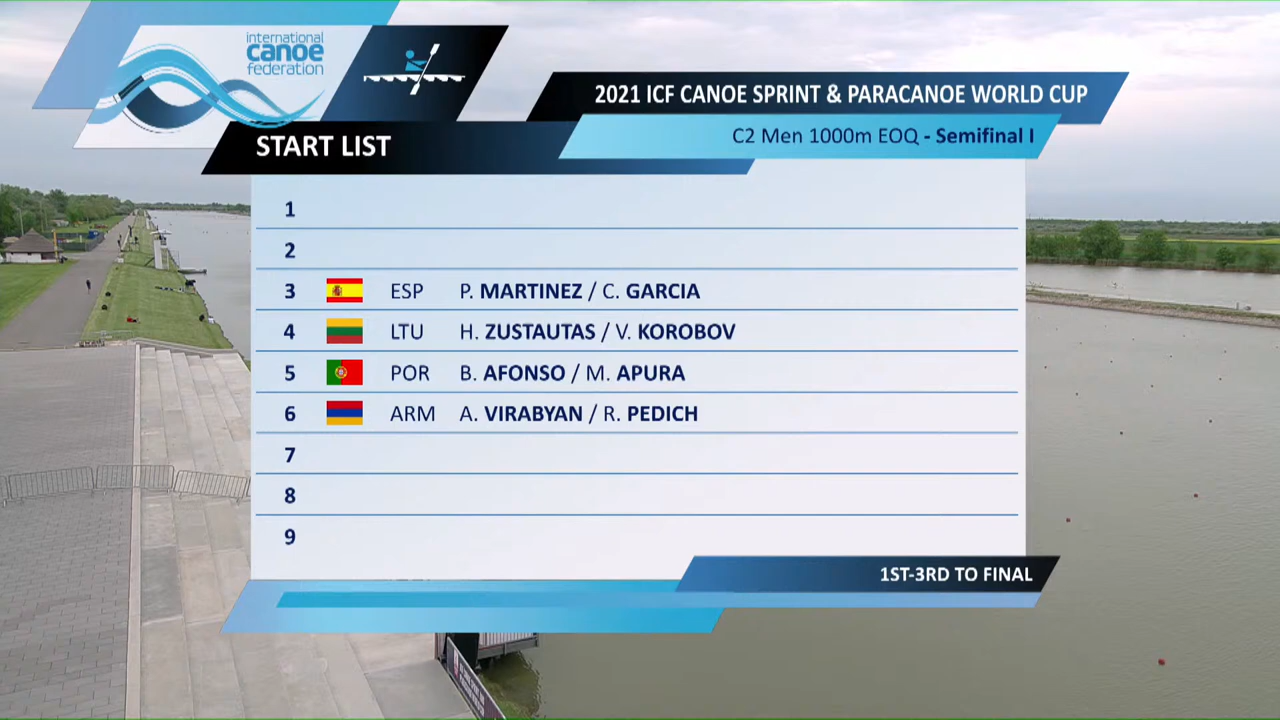 international
canoe
federation
2021 ICF CANOE SPRINT & PARACANOE WORLD CUP
C2 Men 1000m EOQ - Semifinal I
START LIST
1
2
3 ESP P. MARTINEZ / C. GARCIA
4 LTU H. ZUSTAUTAS / V. KOROBOV
5 POR B. AFONSO / M. APURA
6 ARM A. VIRABYAN / R. PEDICH
7
8
9
1ST-3RD TO FINAL